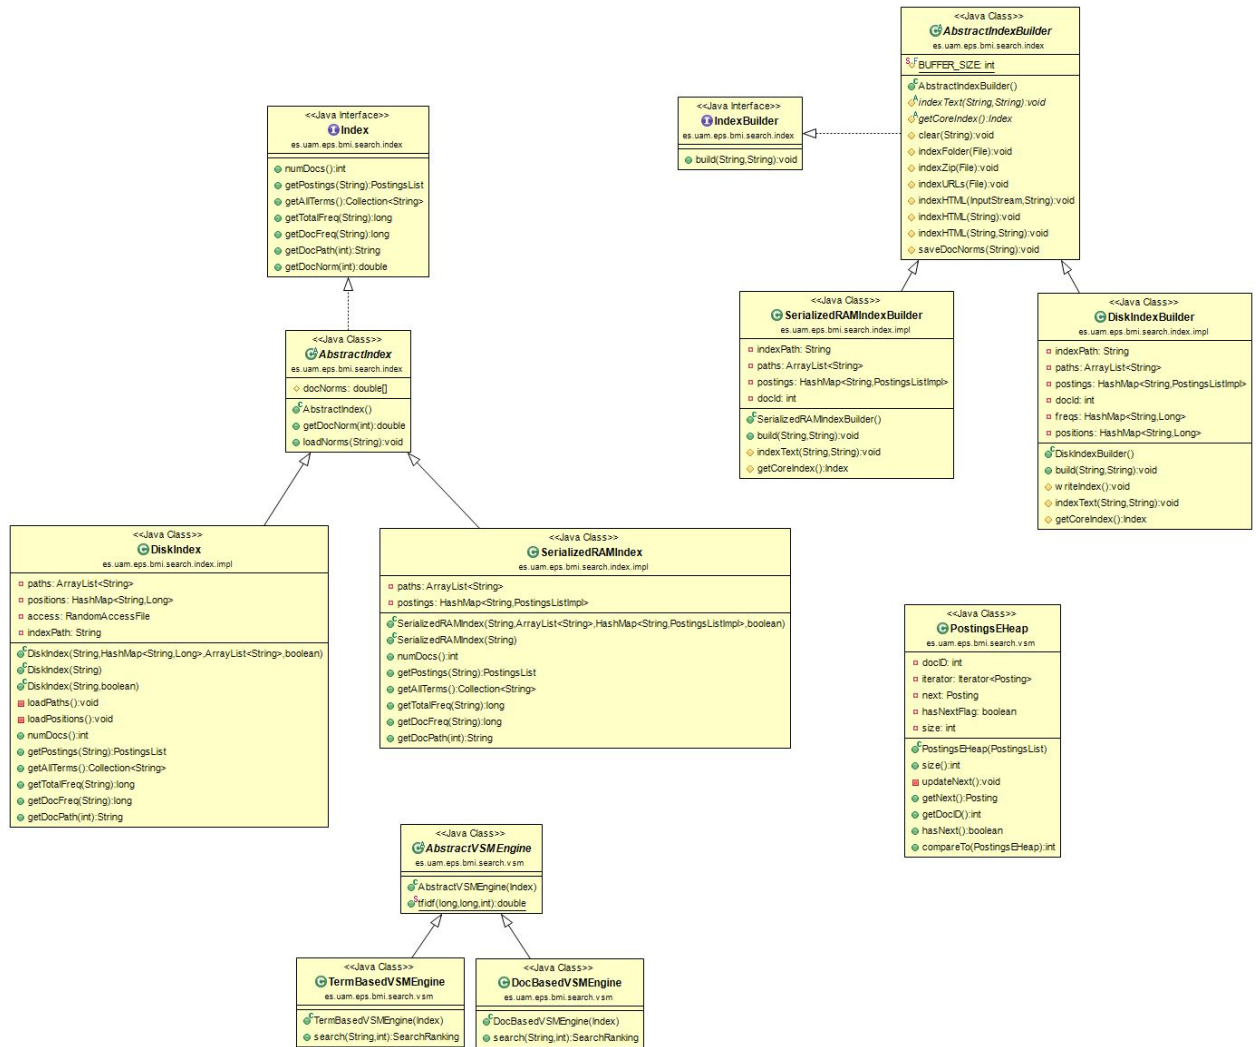 <<Java Class>>
AbstractIndexBuilder
es.uam.eps.bmi.search.index
BUFFER_SIZE: int
AbstractIndexBuilder()
indexText(String,String):void
getCoreIndex():Index
clear(String):void
indexFolder(File):void
indexZip(File):void
indexURLs(File):void
indexHTML(InputStream,String):void
indexHTML(String):void
indexHTML(String,String):void
saveDocNorms(String):void
<<Java Interface>>
IndexBuilder
es.uam.eps.bmi.search.index
build(String,String):void
<<Java Interface>>
Index
es.uam.eps.bmi.search.index
numDocs():int
getPostings(String):PostingsList
getAllTerms():Collection<String>
getTotalFreq(String):long
getDocFreq(String):long
getDocPath(int):String
getDocNorm(int):double
<<Java Class>>
AbstractIndex
es.uam.eps.bmi.search.index
docNorms: double[]
AbstractIndex()
getDocNorm(int):double
loadNorms(String):void
<<Java Class>>
SerializedRAMIndexBuilder
es.uam.eps.bmi.search.index.impl
indexPath: String
paths: ArrayList<String>
postings: HashMap<String,PostingsListImpl>
docId: int
SerializedRAMIndexBuilder()
build(String,String):void
indexText(String,String):void
getCoreIndex():Index
<<Java Class>>
DiskIndexBuilder
es.uam.eps.bmi.search.index.impl
indexPath: String
paths: ArrayList<String>
postings: HashMap<String,PostingsListImpl>
docId: int
freqs: HashMap<String,Long>
positions: HashMap<String,Long>
DiskIndexBuilder()
build(String,String):void
writeIndex():void
indexText(String,String):void
getCoreIndex():Index
<<Java Class>>
DiskIndex
es.uam.eps.bmi.search.index.impl
paths: ArrayList<String>
positions: HashMap<String,Long>
access: RandomAccessFile
indexPath: String
DiskIndex(String,HashMap<String,Long>,ArrayList<String>,boolean)
DiskIndex(String)
DiskIndex(String,boolean)
loadPaths():void
loadPositions():void
numDocs():int
getPostings(String):PostingsList
getAllTerms():Collection<String>
getTotalFreq(String):long
getDocFreq(String):long
getDocPath(int):String
<<Java Class>>
SerializedRAMIndex
es.uam.eps.bmi.search.index.impl
paths: ArrayList<String>
postings: HashMap<String,PostingsListImpl>
SerializedRAMIndex(String,ArrayList<String>,HashMap<String,PostingsListImpl>,boolean)
SerializedRAMIndex(String)
numDocs():int
getPostings(String):PostingsList
getAllTerms():Collection<String>
getTotalFreq(String):long
getDocFreq(String):long
getDocPath(int):String
<<Java Class>>
PostingsEHeap
es.uam.eps.bmi.search.vsm
docID: int
iterator: Iterator<Posting>
next: Posting
hasNextFlag: boolean
size: int
PostingsEHeap(PostingsList)
size():int
updateNext():void
getNext():Posting
getDocID():int
hasNext():boolean
compareTo(PostingsEHeap):int
<<Java Class>>
AbstractVSMEngine
es.uam.eps.bmi.search.vsm
AbstractVSMEngine(Index)
tfidf(long,long,int):double
<<Java Class>>
TermBasedVSMEngine
es.uam.eps.bmi.search.vsm
TermBasedVSMEngine(Index)
search(String,int):SearchRanking
<<Java Class>>
DocBasedVSMEngine
es.uam.eps.bmi.search.vsm
DocBasedVSMEngine(Index)
search(String,int):SearchRanking